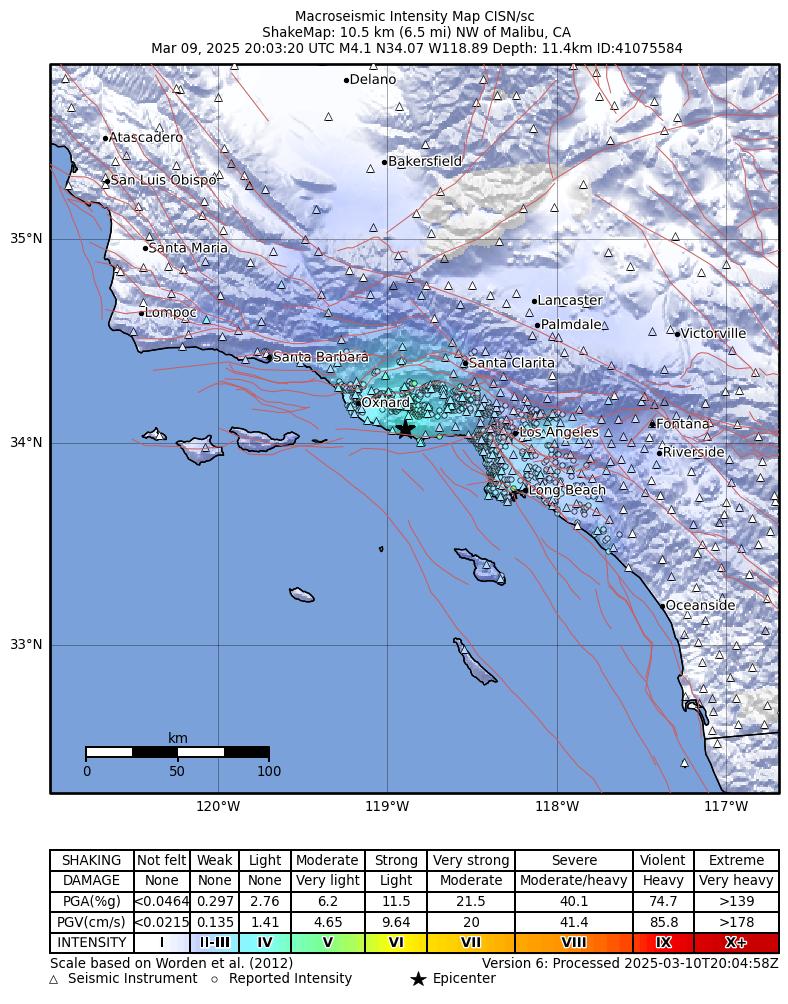 Macroseismic Intensity Map CISN/sc
ShakeMap: 10.5 km (6.5 mi) NW of Malibu, CA
Mar 09, 2025 20:03:20 UTC M4.1 N34.07 W118.89 Depth: 11.4km ID:41075584
Delano
Atascadero
Bakersfield
San Luis Obispo
35°N
Santa Maria
Lancaster
Lompoc
Palmdale
Victorville
Santa Barbara
Santa Clarita
Oxnard
Fontana
Los Angeles
34°N
Riverside
Long Beach
Oceanside
33°N
km
0 50 100
120°W 119°W 118°W 117°W
SHAKING Not felt Weak Light Moderate Strong Very strong Severe Violent Extreme
DAMAGE None None None Very light Light Moderate Moderate/heavy Heavy Very heavy
PGA(%g) <0.0464 0.297 2.76 6.2 11.5 21.5 40.1 74.7 >139
PGV(cm/s) <0.0215 0.135 1.41 4.65 9.64 20 41.4 85.8 >178
INTENSITY I II-III IV V VI VII VIII IX X+
Scale based on Worden et al. (2012) Version 6: Processed 2025-03-10T20:04:58Z
△ Seismic Instrument ○ Reported Intensity ★ Epicenter